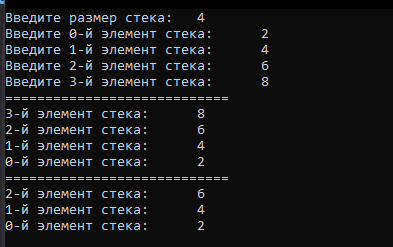 Введите размер стека:   4
Введите 0-й элемент стека:      2
Введите 1-й элемент стека:      4
Введите 2-й элемент стека:      6
Введите 3-й элемент стека:      8
============================
3-й элемент стека:      8
2-й элемент стека:      6
1-й элемент стека:      4
0-й элемент стека:      2
============================
2-й элемент стека:      6
1-й элемент стека:      4
0-й элемент стека:      2